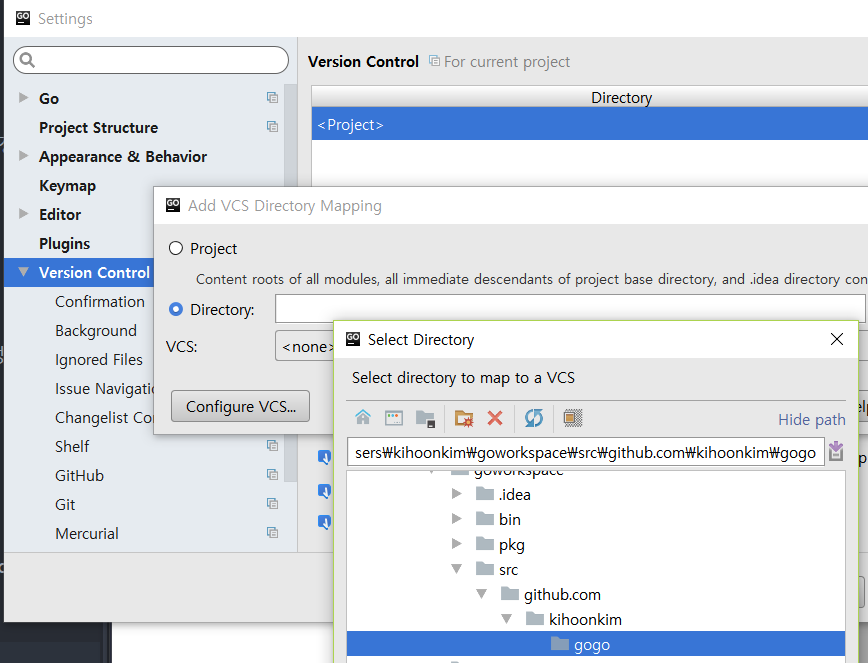 GO Settings
Version Control For current project
Directory
<Project>
Go
Project Structure
Appearance & Behavior
Keymap
Editor
Plugins
Version Control
Confirmation
Background
Ignored Files
Issue Navigatio
Changelist Co
Shelf
GitHub
Git
Mercurial
GO Add VCS Directory Mapping
Project
Content roots of all modules, all immediate descendants of project base directory, and .idea directory con
Directory:
VCS:
<none>
Configure VCS...
GO Select Directory
Select directory to map to a VCS
Hide path
sers₩kihoonkim₩goworkspace₩src₩github.com₩kihoonkim₩gogo
goworkspace
.idea
bin
pkg
src
github.com
kihoonkim
gogo